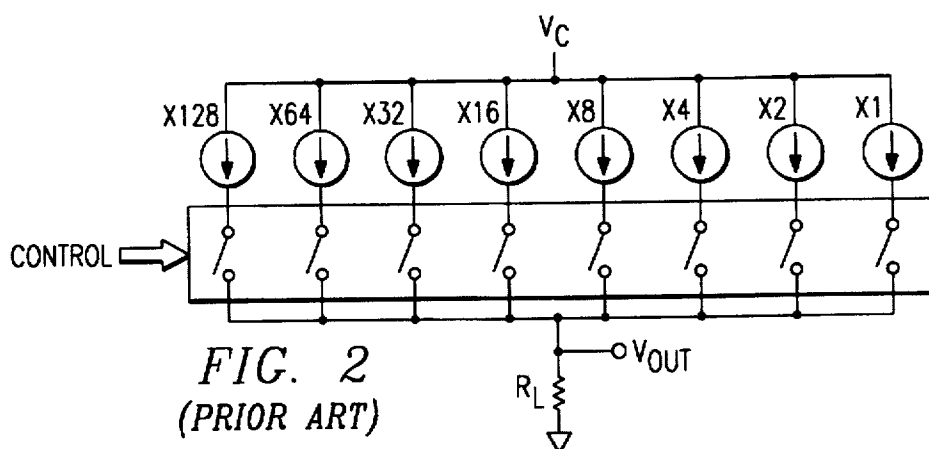 V_C
X128 X64 X32 X16 X8 X4 X2 X1
CONTROL
V_OUT
R_L
FIG. 2
(PRIOR ART)